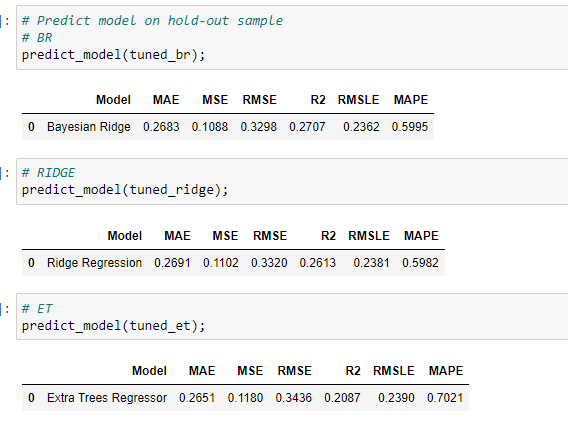 ]: # Predict model on hold-out sample
# BR
predict_model(tuned_br);
Model MAE MSE RMSE R2 RMSLE MAPE
0 Bayesian Ridge 0.2683 0.1088 0.3298 0.2707 0.2362 0.5995
]: # RIDGE
predict_model(tuned_ridge);
Model MAE MSE RMSE R2 RMSLE MAPE
0 Ridge Regression 0.2691 0.1102 0.3320 0.2613 0.2381 0.5982
]: # ET
predict_model(tuned_et);
Model MAE MSE RMSE R2 RMSLE MAPE
0 Extra Trees Regressor 0.2651 0.1180 0.3436 0.2087 0.2390 0.7021